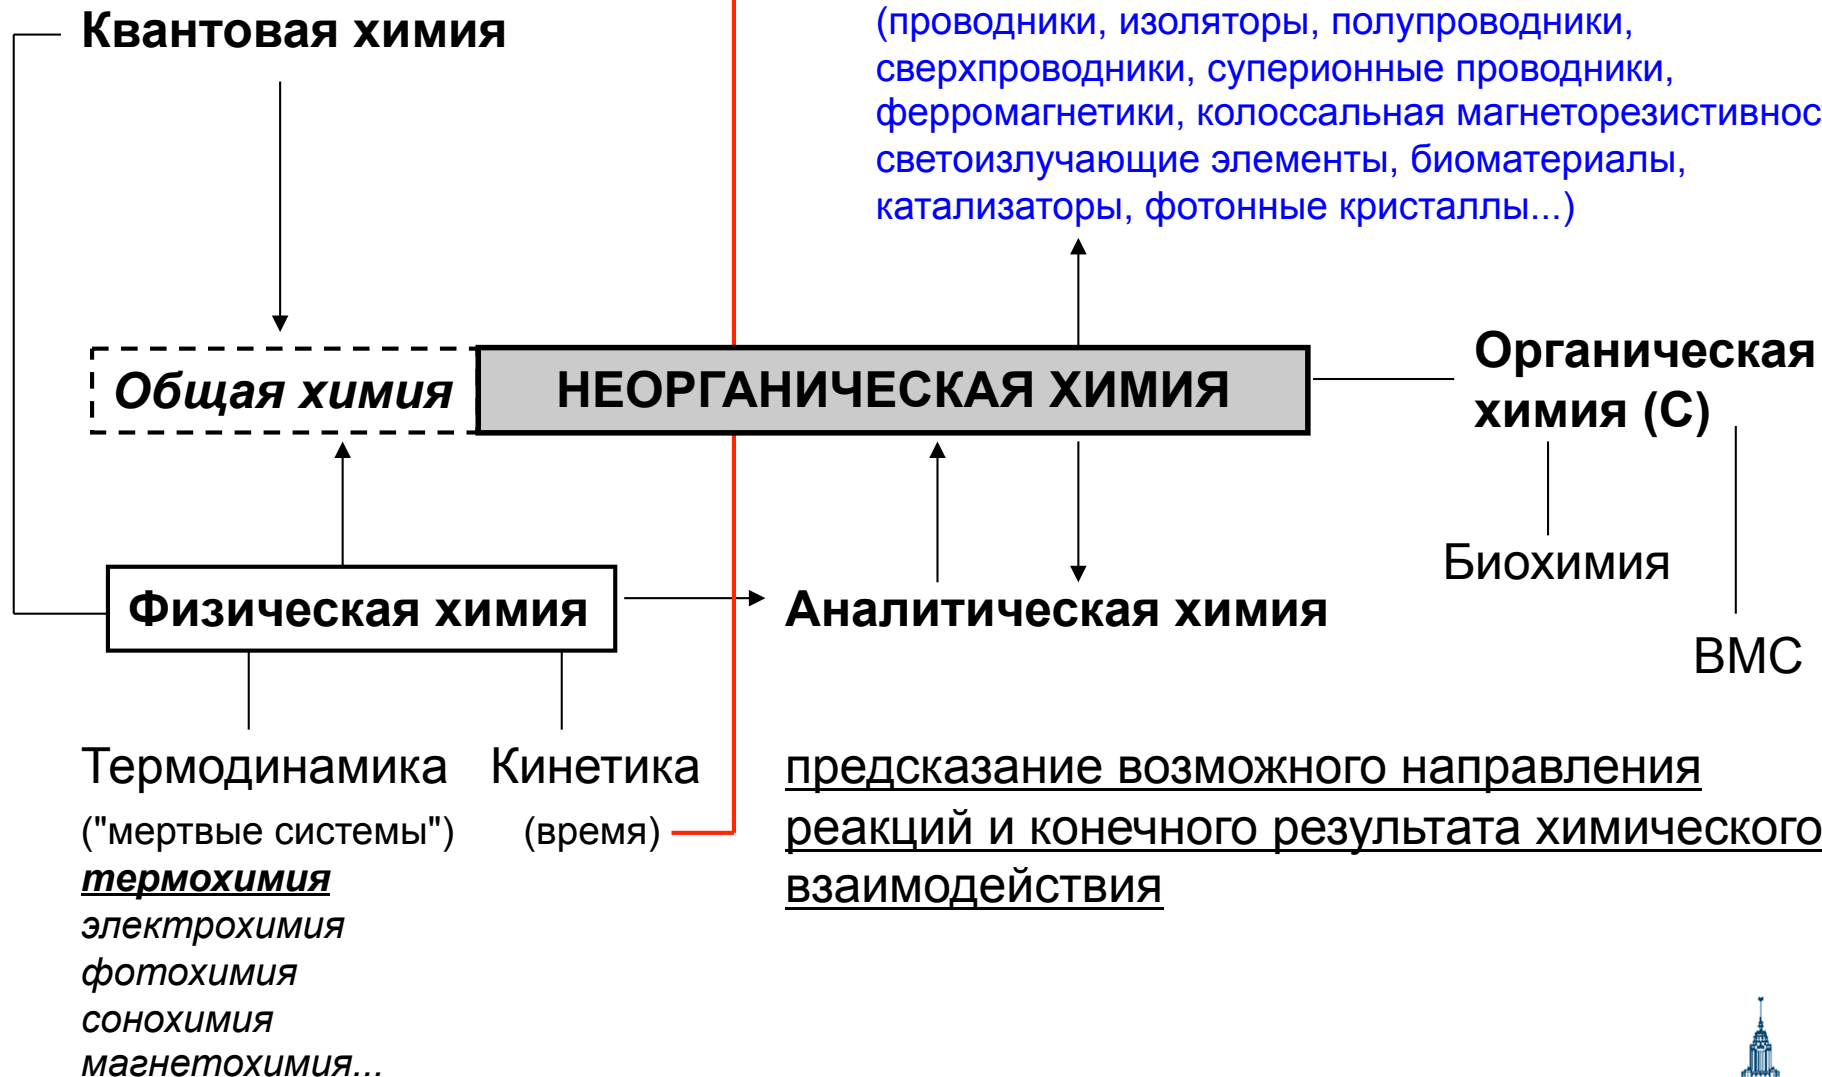 Квантовая химия
(проводники, изоляторы, полупроводники,
сверхпроводники, суперионные проводники,
ферромагнетики, колоссальная магнеторезистивнос
светоизлучающие элементы, биоматериалы,
катализаторы, фотонные кристаллы...)
Общая химия
НЕОРГАНИЧЕСКАЯ ХИМИЯ
Органическая
химия (С)
Биохимия
ВМС
Физическая химия
Аналитическая химия
Термодинамика
("мертвые системы")
термохимия
электрохимия
фотохимия
сонохимия
магнетохимия...
Кинетика
(время)
предсказание возможного направления
реакций и конечного результата химического
взаимодействия